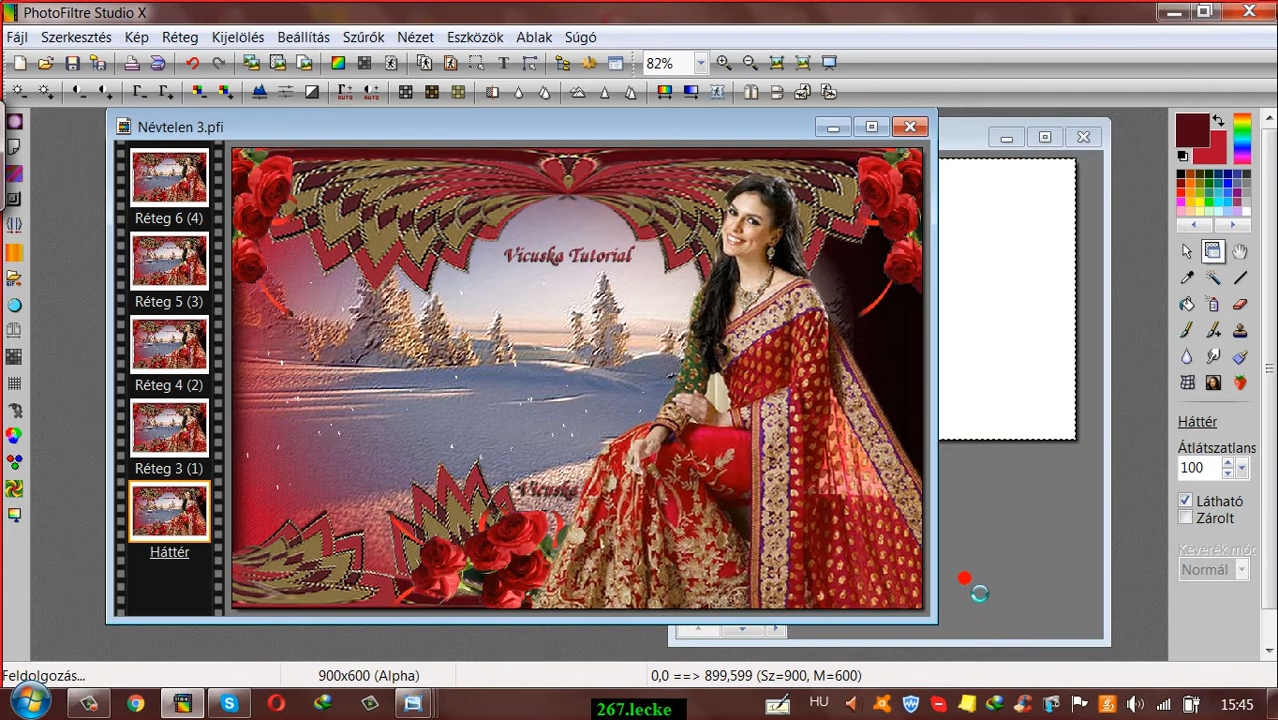 PhotoFiltre Studio X
Fájl Szerkesztés Kép Réteg Kijelölés Beállítás Szűrők Nézet Eszközök Ablak Súgó
82%
Névtelen 3.pfi
Réteg 6 (4)
Réteg 5 (3)
Réteg 4 (2)
Réteg 3 (1)
Háttér
Vicuska Tutorial
Vicuska
Háttér
Átlátszatlans
100
Látható
Zárolt
Keverék móc
Normál
Feldolgozás... 900x600 (Alpha) 0,0 ==> 899,599 (Sz=900, M=600)
267.lecke HU 15:45